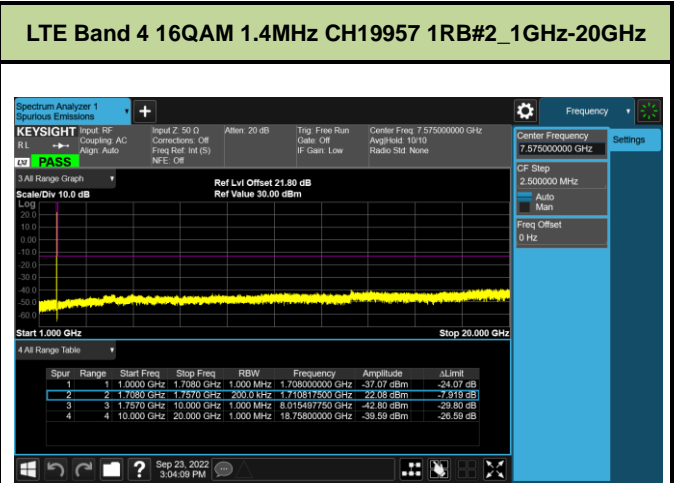 LTE Band 4 16QAM 1.4MHz CH19957 1RB#2_1GHz-20GHz
Spectrum Analyzer 1
Spurious Emissions
+
Frequency
KEYSIGHT Input: RF Input Z: 50 Ω Atten: 20 dB Trig: Free Run Center Freq: 7.575000000 GHz
RL Coupling: AC Corrections: Off Gate: Off Avg|Hold: 10/10
Align: Auto Freq Ref: Int (S) IF Gain: Low Radio Std: None
PASS NFE: Off
Center Frequency
7.575000000 GHz
Settings
CF Step
2.500000 MHz
Auto
Man
Freq Offset
0 Hz
3 All Range Graph
Ref Lvl Offset 21.80 dB
Scale/Div 10.0 dB Ref Value 30.00 dBm
Log
20.0
10.0
0.00
-10.0
-20.0
-30.0
-40.0
-50.0
-60.0
Start 1.000 GHz Stop 20.000 GHz
4 All Range Table
Spur Range Start Freq Stop Freq RBW Frequency Amplitude ΔLimit
1 1 1.0000 GHz 1.7080 GHz 1.000 MHz 1.708000000 GHz -37.07 dBm -24.07 dB
2 2 1.7080 GHz 1.7570 GHz 200.0 kHz 1.710817500 GHz 22.08 dBm -7.919 dB
3 3 1.7570 GHz 10.000 GHz 1.000 MHz 8.015497750 GHz -42.80 dBm -29.80 dB
4 4 10.000 GHz 20.000 GHz 1.000 MHz 18.75800000 GHz -39.59 dBm -26.59 dB
? Sep 23, 2022
3:04:09 PM